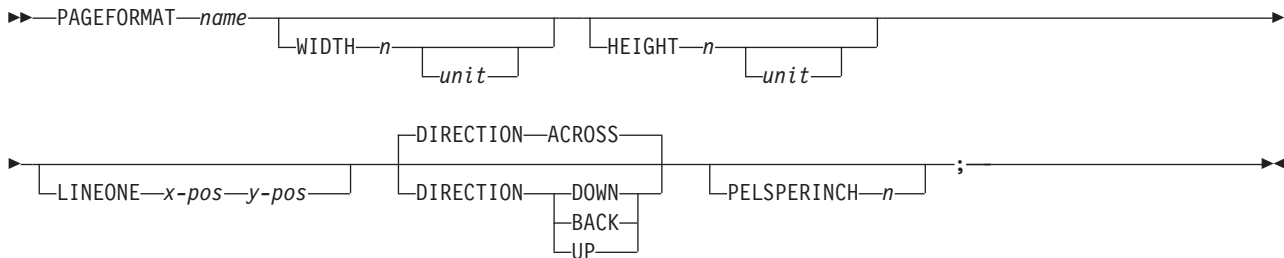 PAGEFORMAT name
WIDTH n
unit
HEIGHT n
unit
DIRECTION ACROSS
LINEONE x-pos y-pos
DIRECTION DOWN
BACK
UP
PELSPERINCH n
;